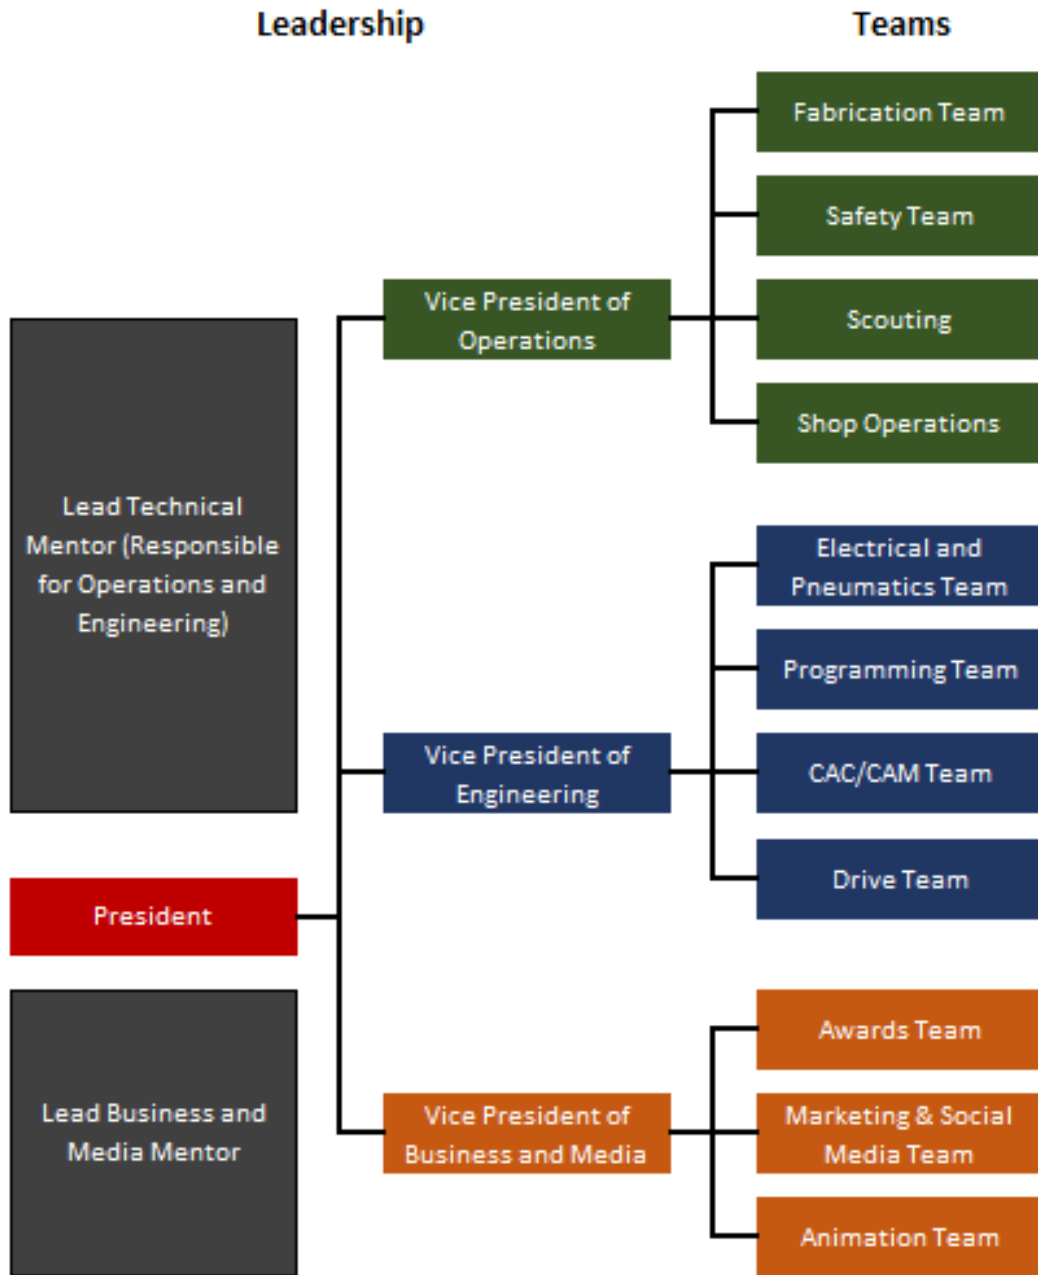 Leadership
Teams
Fabrication Team
Safety Team
Vice President of
Operations
Scouting
Shop Operations
Lead Technical
Mentor (Responsible
for Operations and
Engineering)
Electrical and
Pneumatics Team
Programming Team
Vice President of
Engineering
CAC/CAM Team
Drive Team
President
Awards Team
Lead Business and
Media Mentor
Vice President of
Business and Media
Marketing & Social
Media Team
Animation Team